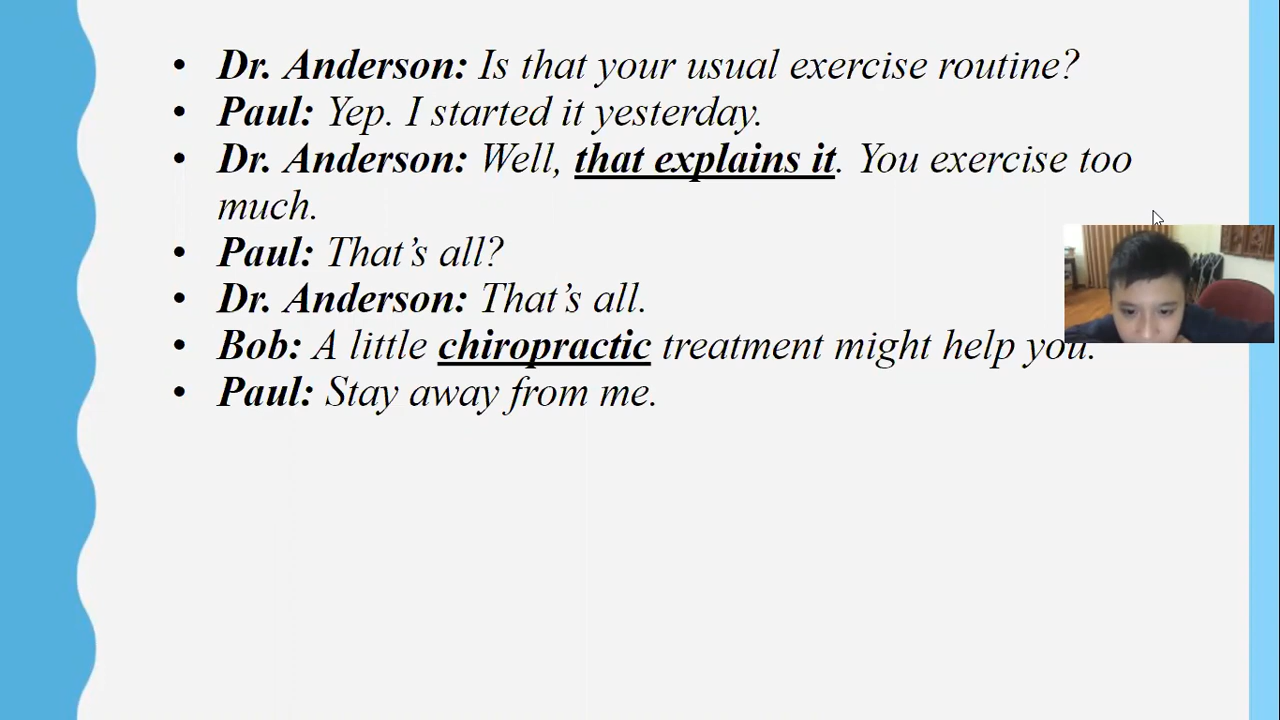 • Dr. Anderson: Is that your usual exercise routine?
• Paul: Yep. I started it yesterday.
• Dr. Anderson: Well, that explains it. You exercise too
much.
• Paul: That’s all?
• Dr. Anderson: That’s all.
• Bob: A little chiropractic treatment might help you.
• Paul: Stay away from me.